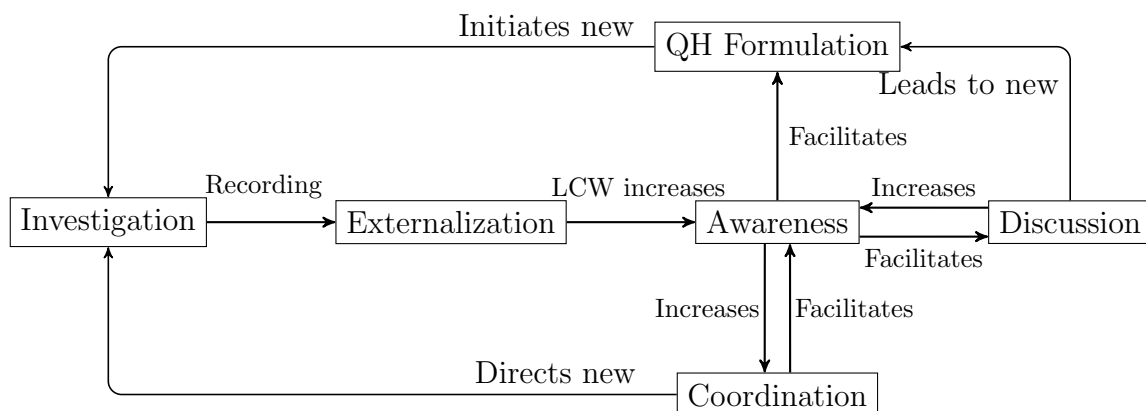 Initiates new
QH Formulation
Leads to new
Facilitates
Recording
LCW increases
Increases
Investigation
Externalization
Awareness
Discussion
Facilitates
Increases
Facilitates
Directs new
Coordination